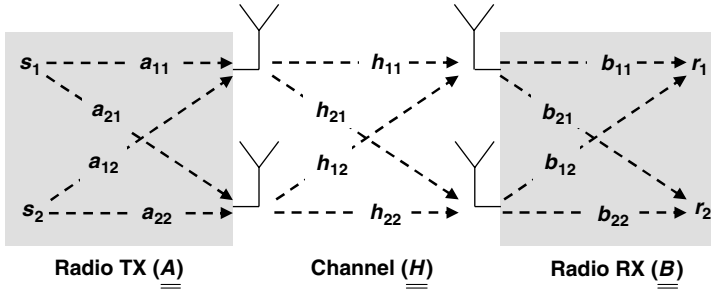 s1 a11 h11 b11 r1
a21 h21 b21
a12 h12 b12
s2 a22 h22 b22 r2
Radio TX (A) Channel (H) Radio RX (B)